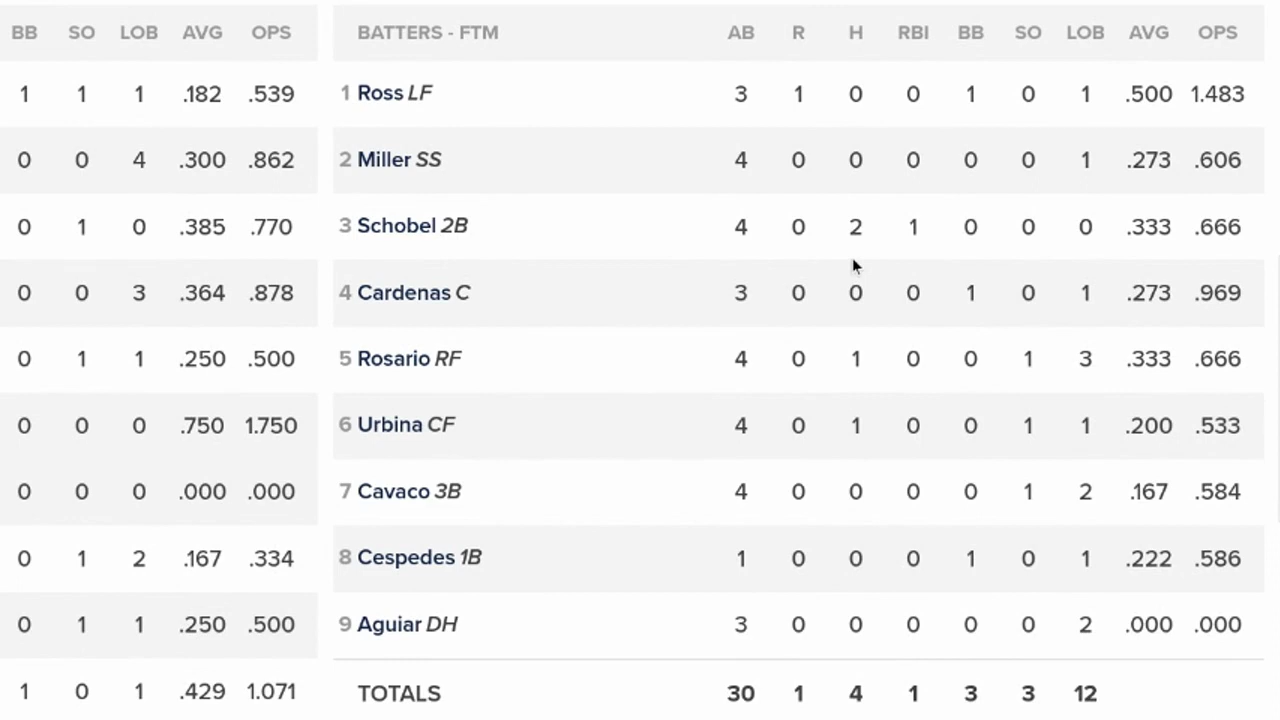 BB SO LOB AVG OPS BATTERS - FTM AB R H RBI BB SO LOB AVG OPS
1 1 1 .182 .539 1 Ross LF 3 1 0 0 1 0 1 .500 1.483
0 0 4 .300 .862 2 Miller SS 4 0 0 0 0 0 1 .273 .606
0 1 0 .385 .770 3 Schobel 2B 4 0 2 1 0 0 0 .333 .666
0 0 3 .364 .878 4 Cardenas C 3 0 0 0 1 0 1 .273 .969
0 1 1 .250 .500 5 Rosario RF 4 0 1 0 0 1 3 .333 .666
0 0 0 .750 1.750 6 Urbina CF 4 0 1 0 0 1 1 .200 .533
0 0 0 .000 .000 7 Cavaco 3B 4 0 0 0 0 1 2 .167 .584
0 1 2 .167 .334 8 Cespedes 1B 1 0 0 0 1 0 1 .222 .586
0 1 1 .250 .500 9 Aguiar DH 3 0 0 0 0 0 2 .000 .000
1 0 1 .429 1.071 TOTALS 30 1 4 1 3 3 12